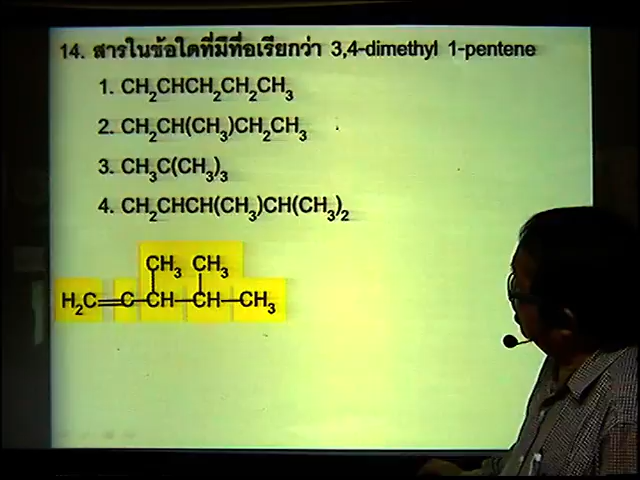 14. สารในข้อใดที่มีที่อเรียกว่า 3,4-dimethyl 1-pentene
1. CH₂CHCH₂CH₂CH₃
2. CH₂CH(CH₃)CH₂CH₃
3. CH₃C(CH₃)₃
4. CH₂CHCH(CH₃)CH(CH₃)₂
CH₃ CH₃
H₂C=C—CH—CH—CH₃